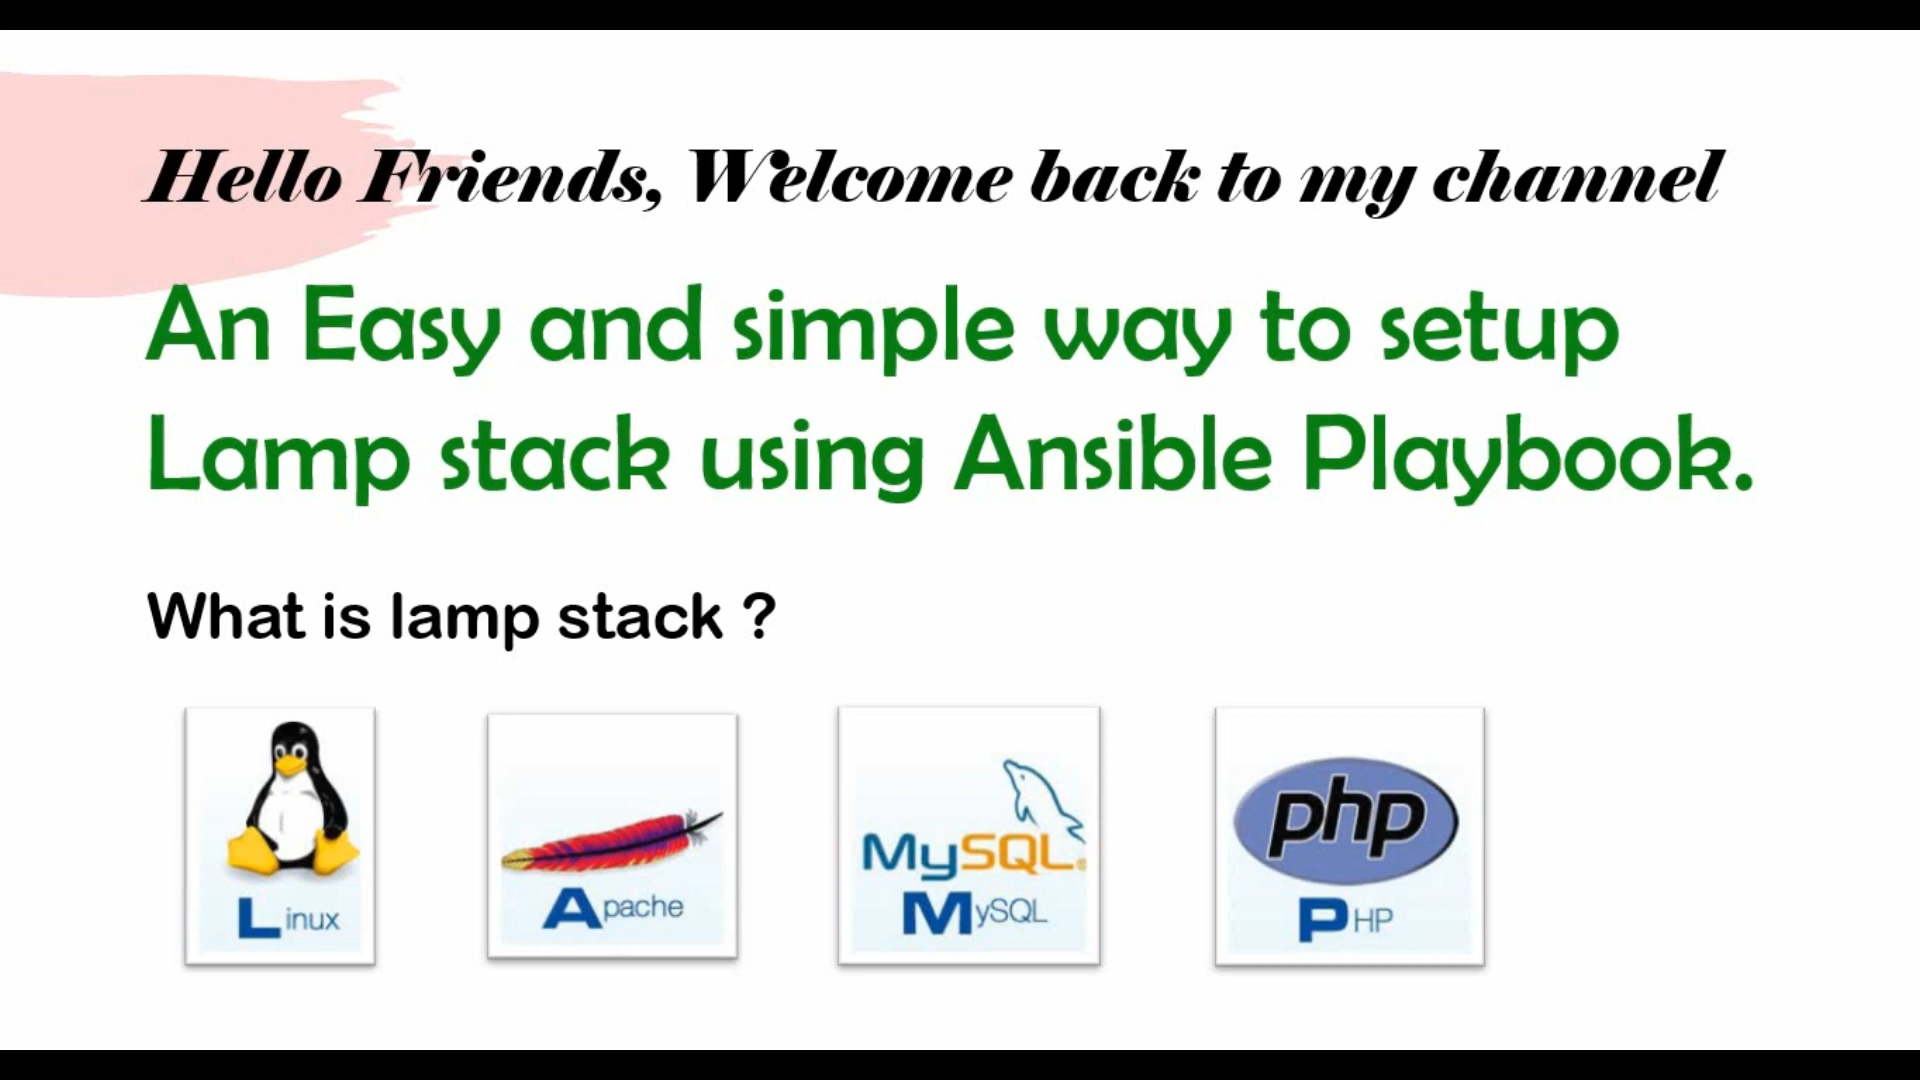 Hello Friends, Welcome back to my channel
An Easy and simple way to setup
Lamp stack using Ansible Playbook.
What is lamp stack ?
Linux
Apache
MySQL®
MySQL
php
PHP